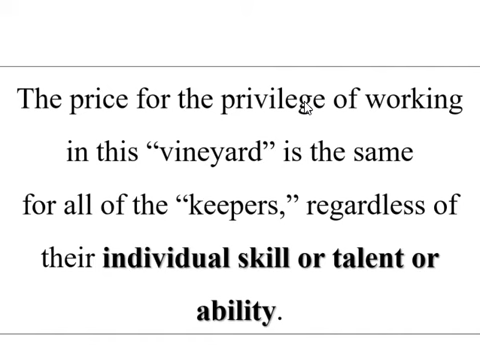 The price for the privilege of working
in this “vineyard” is the same
for all of the “keepers,” regardless of
their individual skill or talent or
ability.